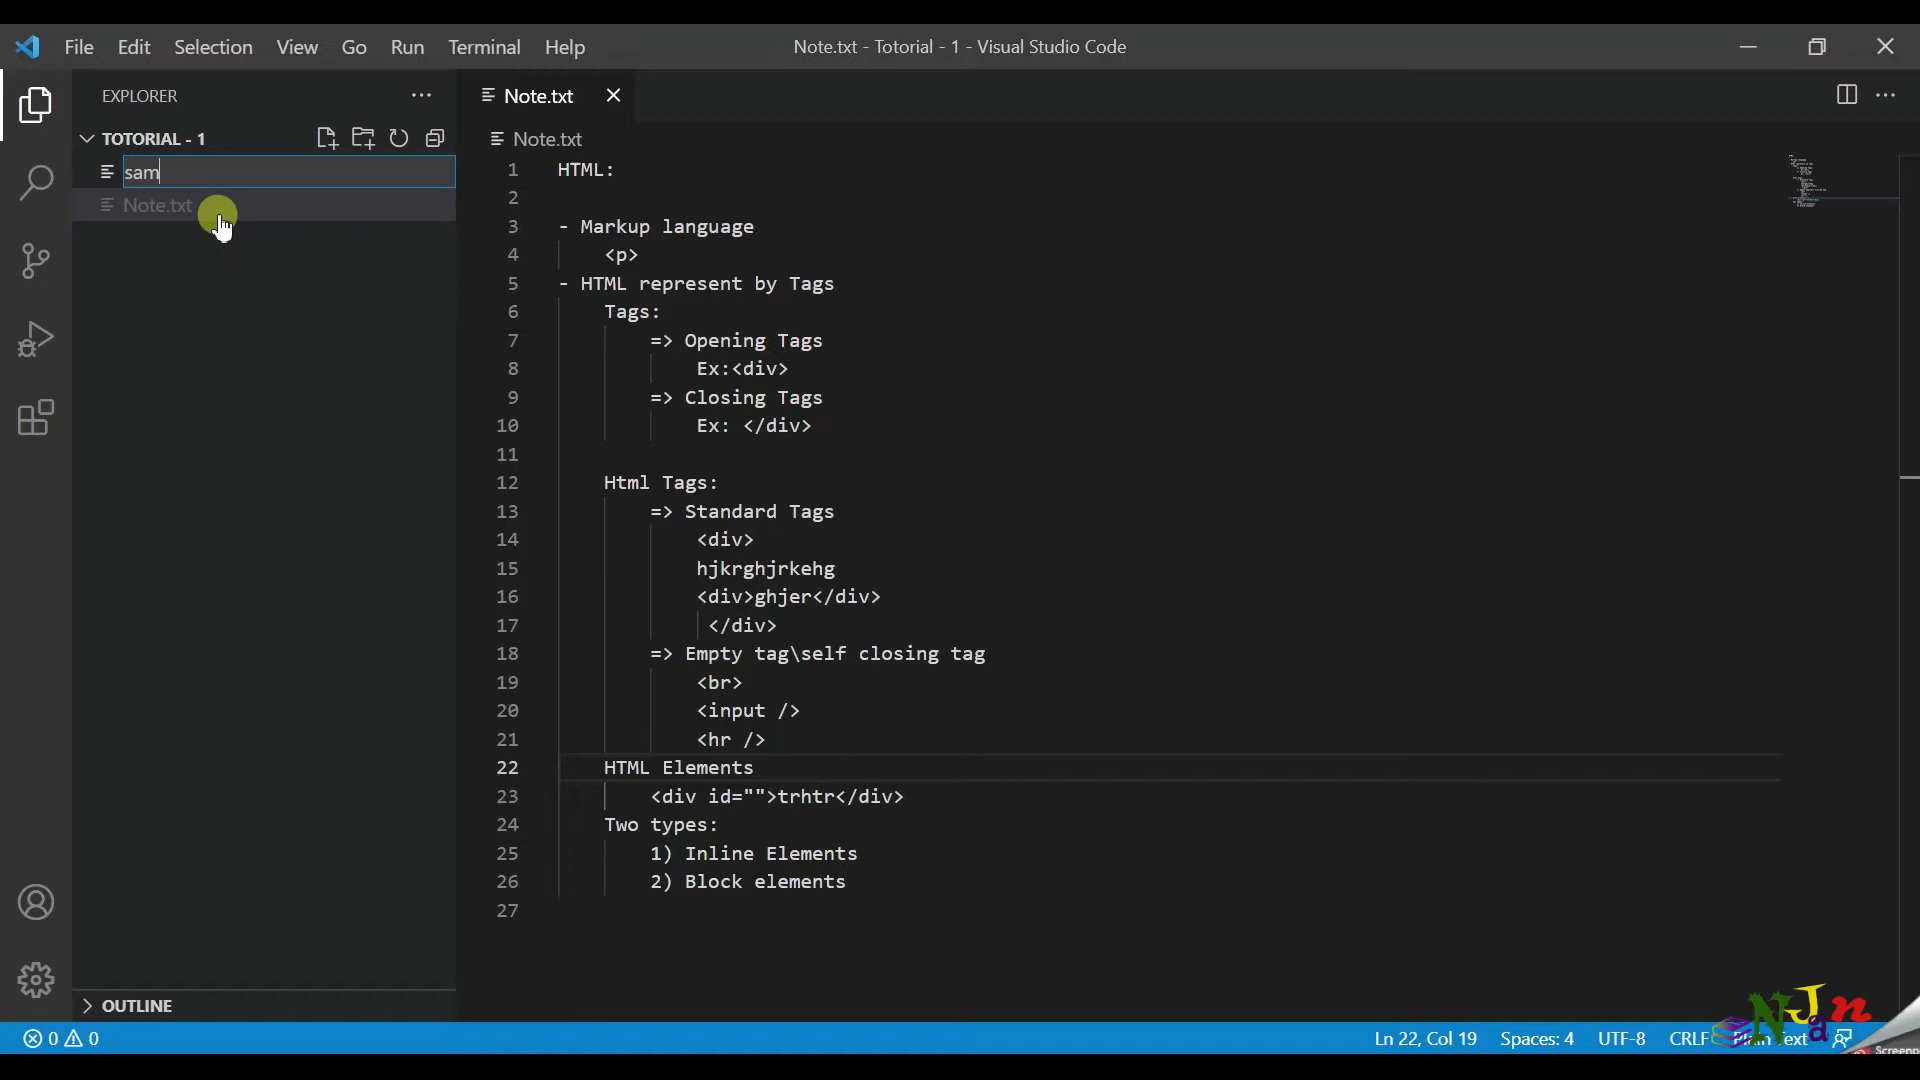 File Edit Selection View Go Run Terminal Help
Note.txt - Totorial - 1 - Visual Studio Code
EXPLORER
TOTORIAL - 1
sam
Note.txt
OUTLINE
Note.txt
Note.txt
1 HTML:
2
3 - Markup language
4 <p>
5 - HTML represent by Tags
6 Tags:
7 => Opening Tags
8 Ex:<div>
9 => Closing Tags
10 Ex: </div>
11
12 Html Tags:
13 => Standard Tags
14 <div>
15 hjkrghjrkehg
16 <div>ghjer</div>
17 </div>
18 => Empty tag\self closing tag
19 <br>
20 <input />
21 <hr />
22 HTML Elements
23 <div id="">trhtr</div>
24 Two types:
25 1) Inline Elements
26 2) Block elements
27
0 0
Ln 22, Col 19 Spaces: 4 UTF-8 CRLF Text